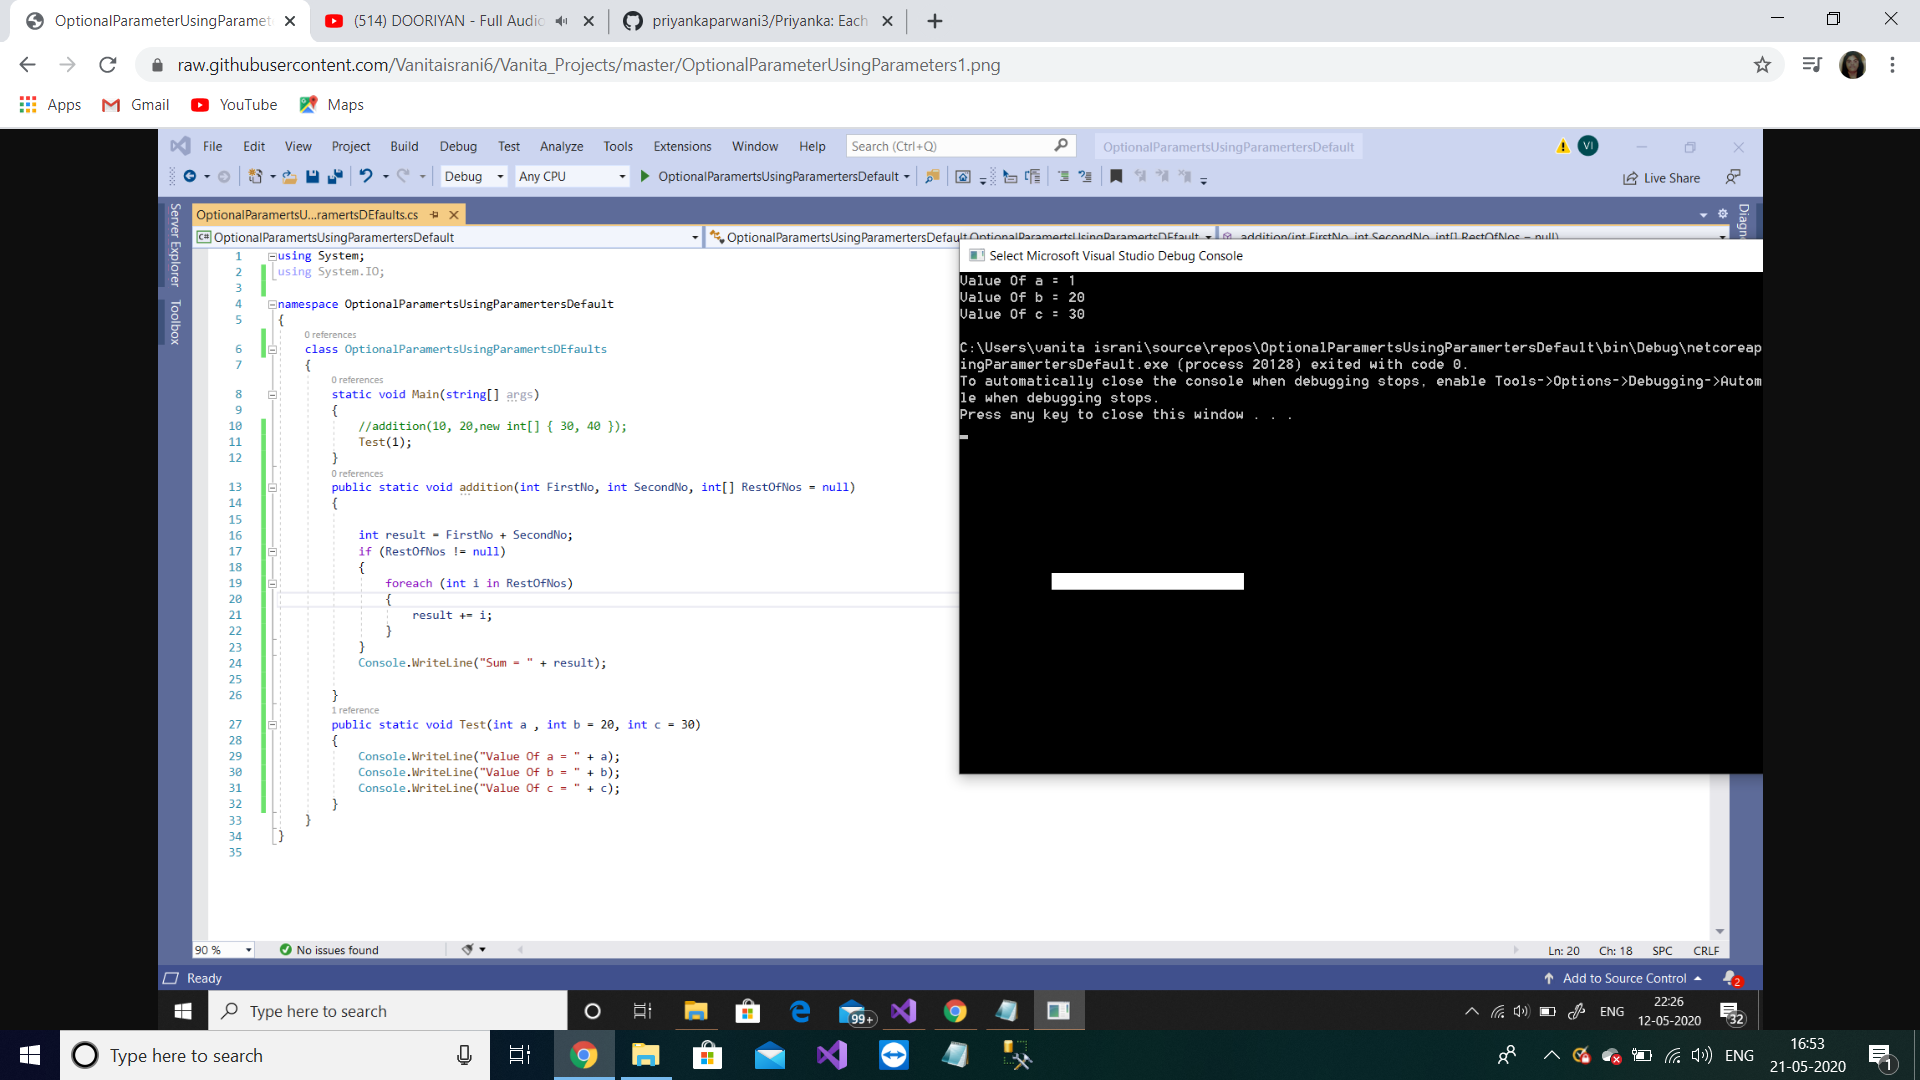 OptionalParameterUsingParamet
(514) DOORIYAN - Full Audio
priyankaparwani3/Priyanka: Each
raw.githubusercontent.com/Vanitaisrani6/Vanita_Projects/master/OptionalParameterUsingParameters1.png
Apps Gmail YouTube Maps
File Edit View Project Build Debug Test Analyze Tools Extensions Window Help Search (Ctrl+Q) OptionalParamertsUsingParamertersDefault VI
Debug Any CPU OptionalParamertsUsingParamertersDefault Live Share
Server Explorer
Toolbox
OptionalParamertsU...ramertsDEfaults.cs
OptionalParamertsUsingParamertersDefault OptionalParamertsUsingParamertersDefault.OptionalParamertsUsingParamertsDEfault addition(int FirstNo, int SecondNo, int[] RestOfNos = null)
1 using System;
2 using System.IO;
3
4 namespace OptionalParamertsUsingParamertersDefault
5 {
0 references
6 class OptionalParamertsUsingParamertsDEfaults
7 {
0 references
8 static void Main(string[] args)
9 {
10 //addition(10, 20,new int[] { 30, 40 });
11 Test(1);
12 }
0 references
13 public static void addition(int FirstNo, int SecondNo, int[] RestOfNos = null)
14 {
15
16 int result = FirstNo + SecondNo;
17 if (RestOfNos != null)
18 {
19 foreach (int i in RestOfNos)
20 {
21 result += i;
22 }
23 }
24 Console.WriteLine("Sum = " + result);
25
26 }
1 reference
27 public static void Test(int a , int b = 20, int c = 30)
28 {
29 Console.WriteLine("Value Of a = " + a);
30 Console.WriteLine("Value Of b = " + b);
31 Console.WriteLine("Value Of c = " + c);
32 }
33 }
34 }
35
Select Microsoft Visual Studio Debug Console
Value Of a = 1
Value Of b = 20
Value Of c = 30
C:\Users\vanita israni\source\repos\OptionalParamertsUsingParamertersDefault\bin\Debug\netcoreap
ingParamertersDefault.exe (process 20128) exited with code 0.
To automatically close the console when debugging stops, enable Tools->Options->Debugging->Autom
le when debugging stops.
Press any key to close this window . . .
90 % No issues found Ln: 20 Ch: 18 SPC CRLF
Ready Add to Source Control 2
Type here to search 99+ ENG 22:26 12-05-2020 32
Type here to search ENG 16:53 21-05-2020 1